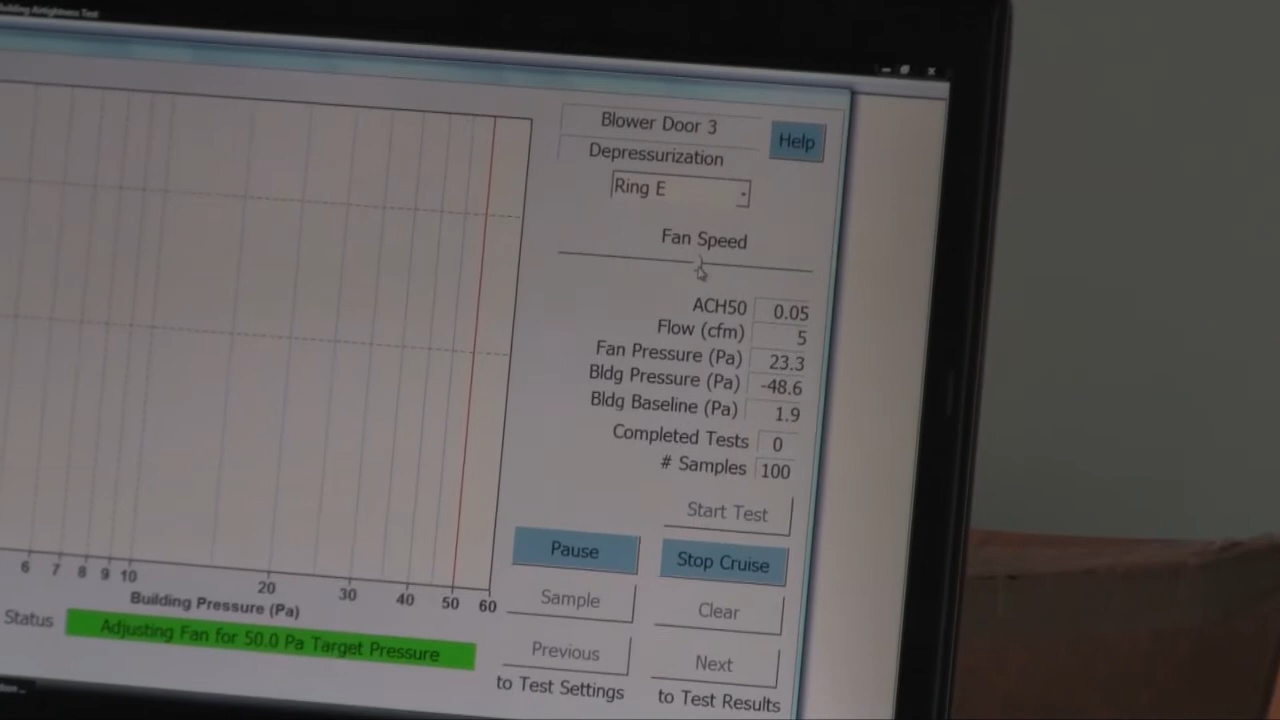 Building Airtightness Test
Blower Door 3
Help
Depressurization
Ring E
Fan Speed
ACH50 0.05
Flow (cfm) 5
Fan Pressure (Pa) 23.3
Bldg Pressure (Pa) -48.6
Bldg Baseline (Pa) 1.9
Completed Tests 0
# Samples 100
Start Test
Pause
Stop Cruise
Sample
Clear
Previous
Next
to Test Settings
to Test Results
6 7 8 9 10 20 30 40 50 60
Building Pressure (Pa)
Status Adjusting Fan for 50.0 Pa Target Pressure